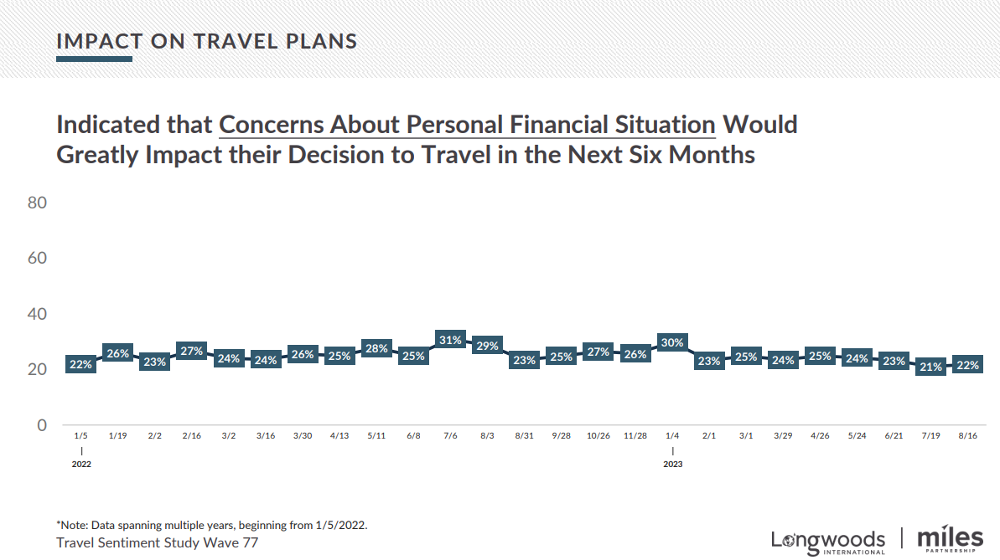 IMPACT ON TRAVEL PLANS
Indicated that Concerns About Personal Financial Situation Would
Greatly Impact their Decision to Travel in the Next Six Months
80
60
40
20
0
22% 26% 23% 27% 24% 24% 26% 25% 28% 25% 31% 29% 23% 25% 27% 26% 30% 23% 25% 24% 25% 24% 23% 21% 22%
1/5 1/19 2/2 2/16 3/2 3/16 3/30 4/13 5/11 6/8 7/6 8/3 8/31 9/28 10/26 11/28 1/4 2/1 3/1 3/29 4/26 5/24 6/21 7/19 8/16
2022 2023
*Note: Data spanning multiple years, beginning from 1/5/2022.
Travel Sentiment Study Wave 77
Longwoods
INTERNATIONAL
miles
PARTNERSHIP